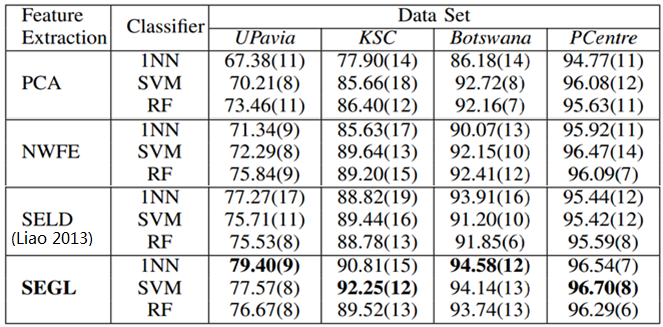 Feature Extraction Classifier Data Set
UPavia KSC Botswana PCentre
PCA 1NN 67.38(11) 77.90(14) 86.18(14) 94.77(11)
SVM 70.21(8) 85.66(18) 92.72(8) 96.08(12)
RF 73.46(11) 86.40(12) 92.16(7) 95.63(11)
NWFE 1NN 71.34(9) 85.63(17) 90.07(13) 95.92(11)
SVM 72.29(8) 89.64(13) 92.15(10) 96.47(14)
RF 75.84(9) 89.20(15) 92.41(12) 96.09(7)
SELD (Liao 2013) 1NN 77.27(17) 88.82(19) 93.91(16) 95.44(12)
SVM 75.71(11) 89.44(16) 91.20(10) 95.42(12)
RF 75.53(8) 88.78(13) 91.85(6) 95.59(8)
SEGL 1NN 79.40(9) 90.81(15) 94.58(12) 96.54(7)
SVM 77.57(8) 92.25(12) 94.14(13) 96.70(8)
RF 76.67(8) 89.52(13) 93.74(13) 96.29(6)